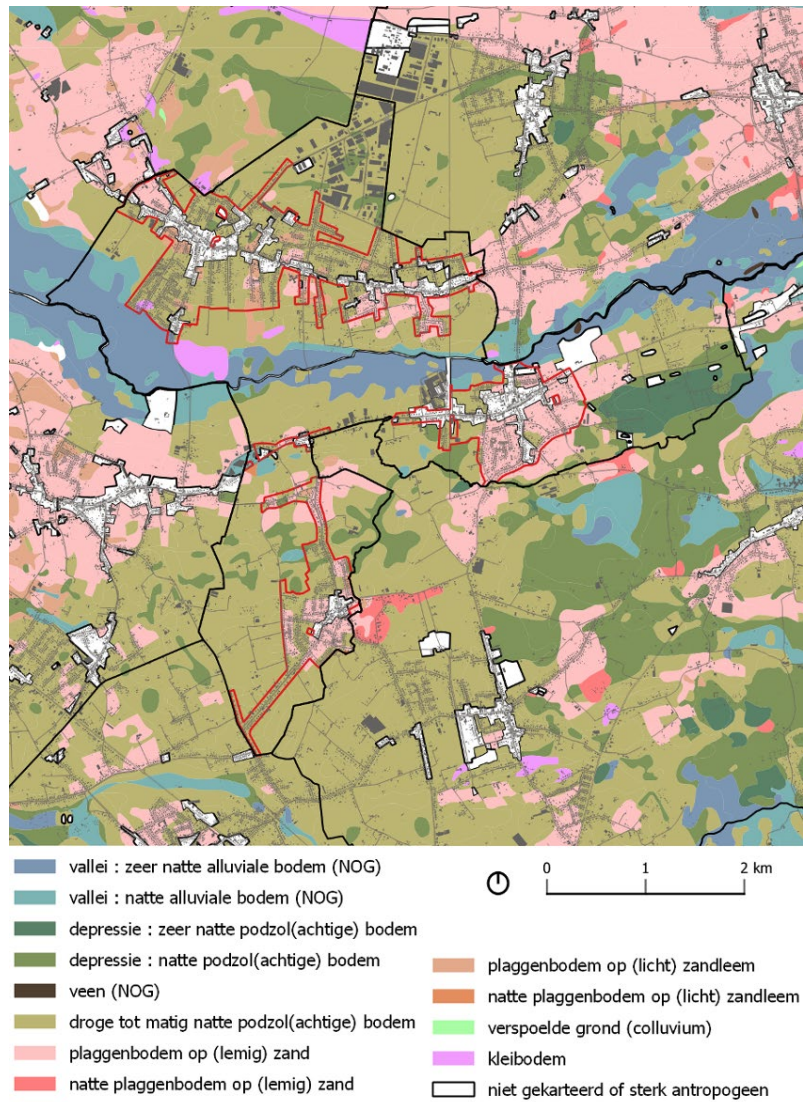 vallei : zeer natte alluviale bodem (NOG)
vallei : natte alluviale bodem (NOG)
depressie : zeer natte podzol(achtige) bodem
depressie : natte podzol(achtige) bodem
veen (NOG)
droge tot matig natte podzol(achtige) bodem
plaggenbodem op (lemig) zand
natte plaggenbodem op (lemig) zand
0 1 2 km
plaggenbodem op (licht) zandleem
natte plaggenbodem op (licht) zandleem
verspoelde grond (colluvium)
kleibodem
niet gekarteerd of sterk antropogeen